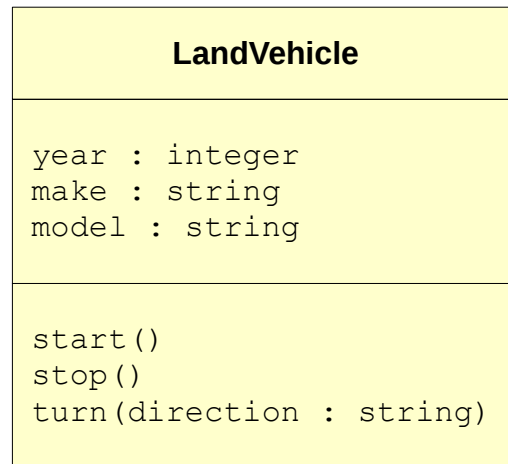 LandVehicle
year : integer
make : string
model : string
start()
stop()
turn(direction : string)